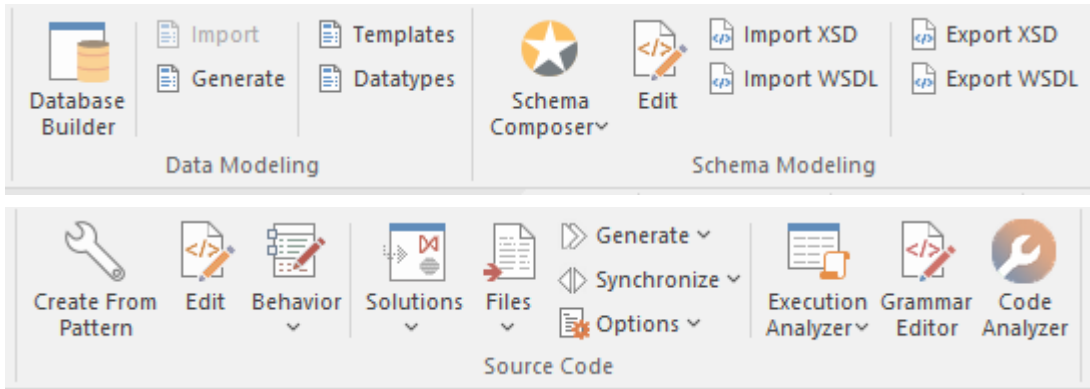 Database
Builder
Import
Generate
Templates
Datatypes
Data Modeling
Schema
Composer
Edit
Import XSD
Import WSDL
Export XSD
Export WSDL
Schema Modeling
Create From
Pattern
Edit
Behavior
Solutions
Files
Generate
Synchronize
Options
Execution
Analyzer
Grammar
Editor
Code
Analyzer
Source Code